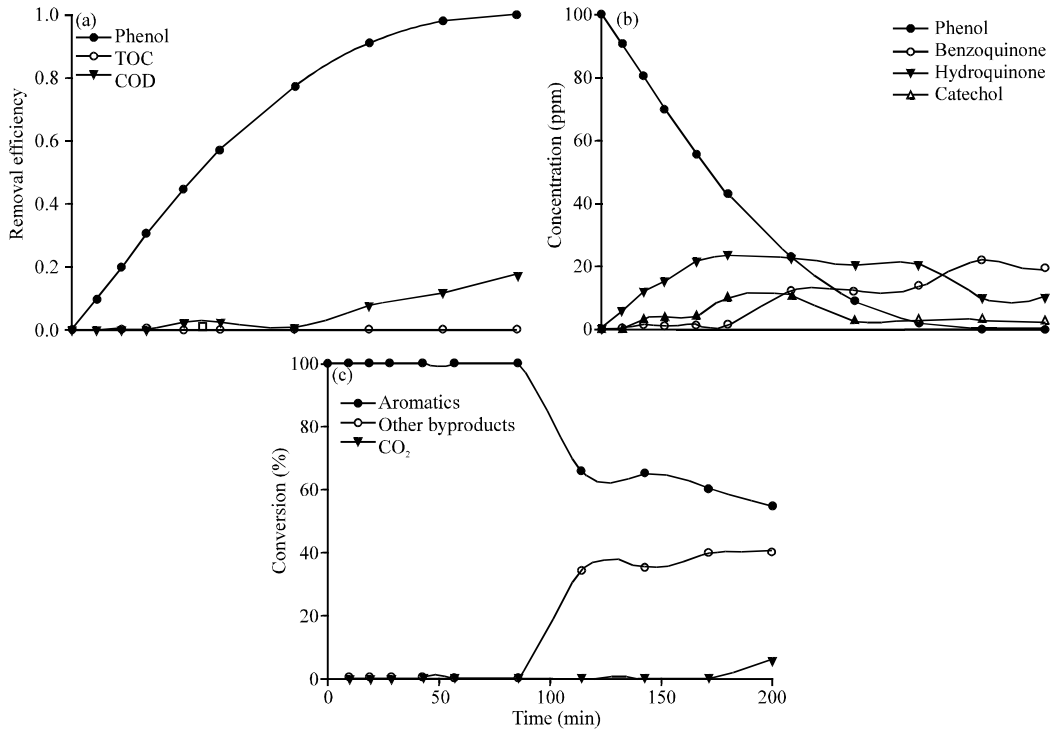 (a)
Phenol
TOC
COD
1.0
0.8
0.6
0.4
0.2
0.0
Removal efficiency
(b)
Phenol
Benzoquinone
Hydroquinone
Catechol
100
80
60
40
20
0
Concentration (ppm)
(c)
Aromatics
Other byproducts
CO₂
100
80
60
40
20
0
Conversion (%)
0 50 100 150 200
Time (min)